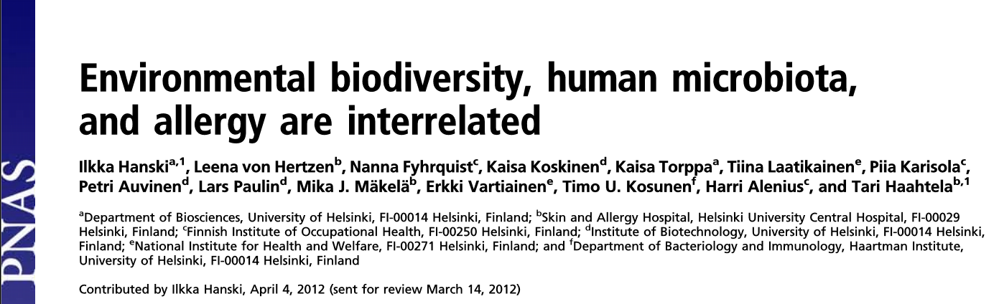 PNAS
Environmental biodiversity, human microbiota,
and allergy are interrelated
Ilkka Hanskia,1, Leena von Hertzenb, Nanna Fyhrquistc, Kaisa Koskinend, Kaisa Torppaa, Tiina Laatikainene, Piia Karisolac,
Petri Auvinend, Lars Paulind, Mika J. Mäkeläb, Erkki Vartiainene, Timo U. Kosunenf, Harri Aleniusc, and Tari Haahtelab,1
aDepartment of Biosciences, University of Helsinki, FI-00014 Helsinki, Finland; bSkin and Allergy Hospital, Helsinki University Central Hospital, FI-00029
Helsinki, Finland; cFinnish Institute of Occupational Health, FI-00250 Helsinki, Finland; dInstitute of Biotechnology, University of Helsinki, FI-00014 Helsinki,
Finland; eNational Institute for Health and Welfare, FI-00271 Helsinki, Finland; and fDepartment of Bacteriology and Immunology, Haartman Institute,
University of Helsinki, FI-00014 Helsinki, Finland
Contributed by Ilkka Hanski, April 4, 2012 (sent for review March 14, 2012)